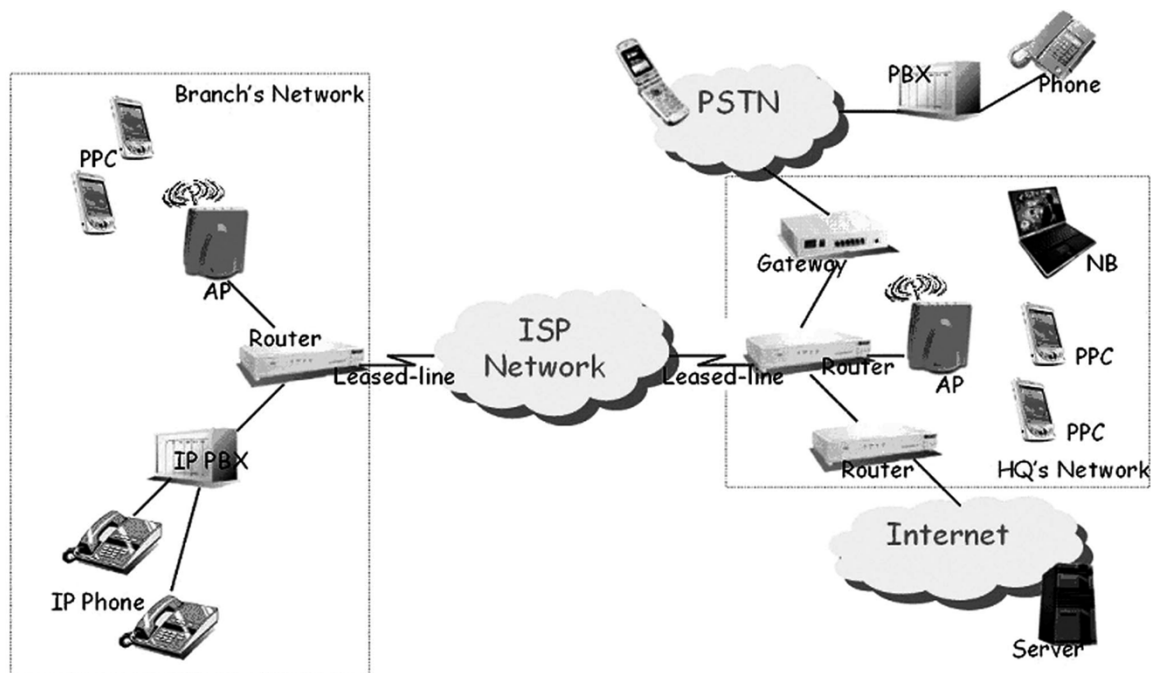 Branch's Network
PPC
AP
Router
Leased-line
IP PBX
IP Phone
ISP
Network
PSTN
PBX
Phone
Gateway
NB
Leased-line
Router
AP
PPC
PPC
Router
HQ's Network
Internet
Server